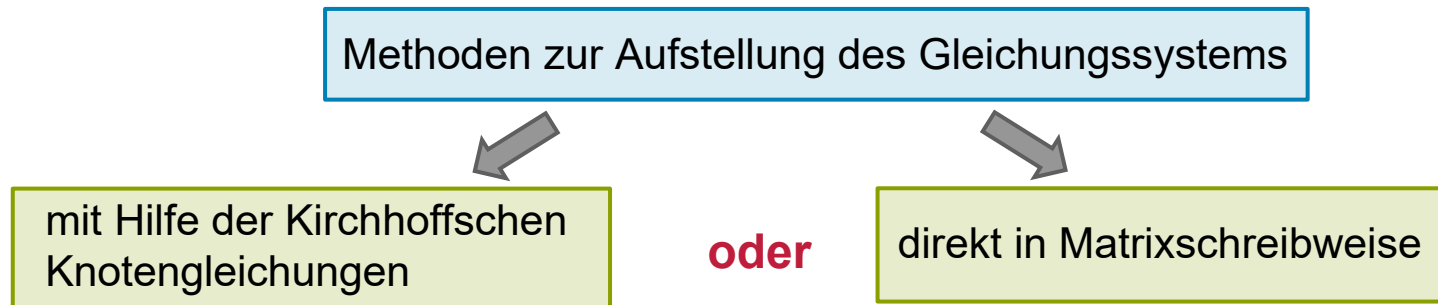 Methoden zur Aufstellung des Gleichungssystems
mit Hilfe der Kirchhoffschen
Knotengleichungen
oder
direkt in Matrixschreibweise